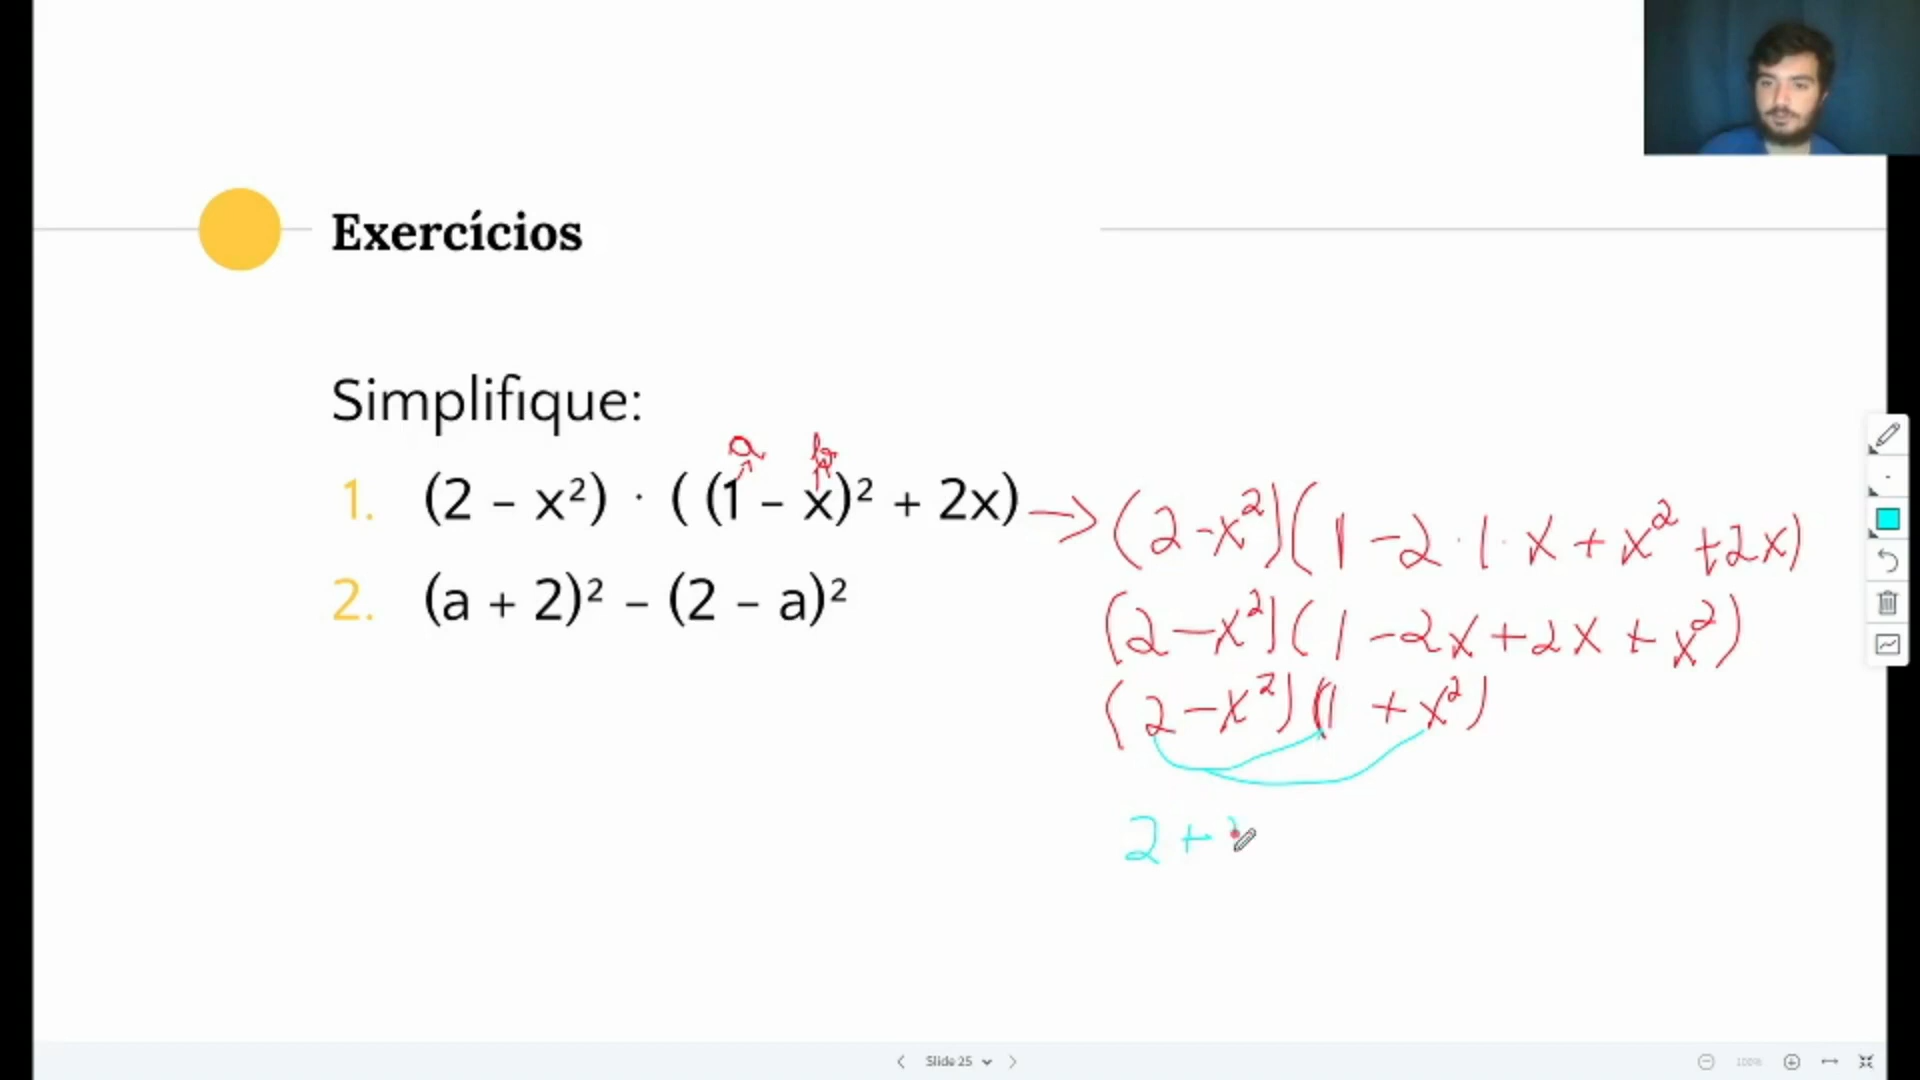 Exercícios
Simplifique:
a b
1. (2 – x²) · ( (1 – x)² + 2x)
2. (a + 2)² – (2 – a)²
(2-x²)(1-2·1·x+x²+2x)
(2-x²)(1-2x+2x+x²)
(2-x²)(1+x²)
2+
Slide 25
100%